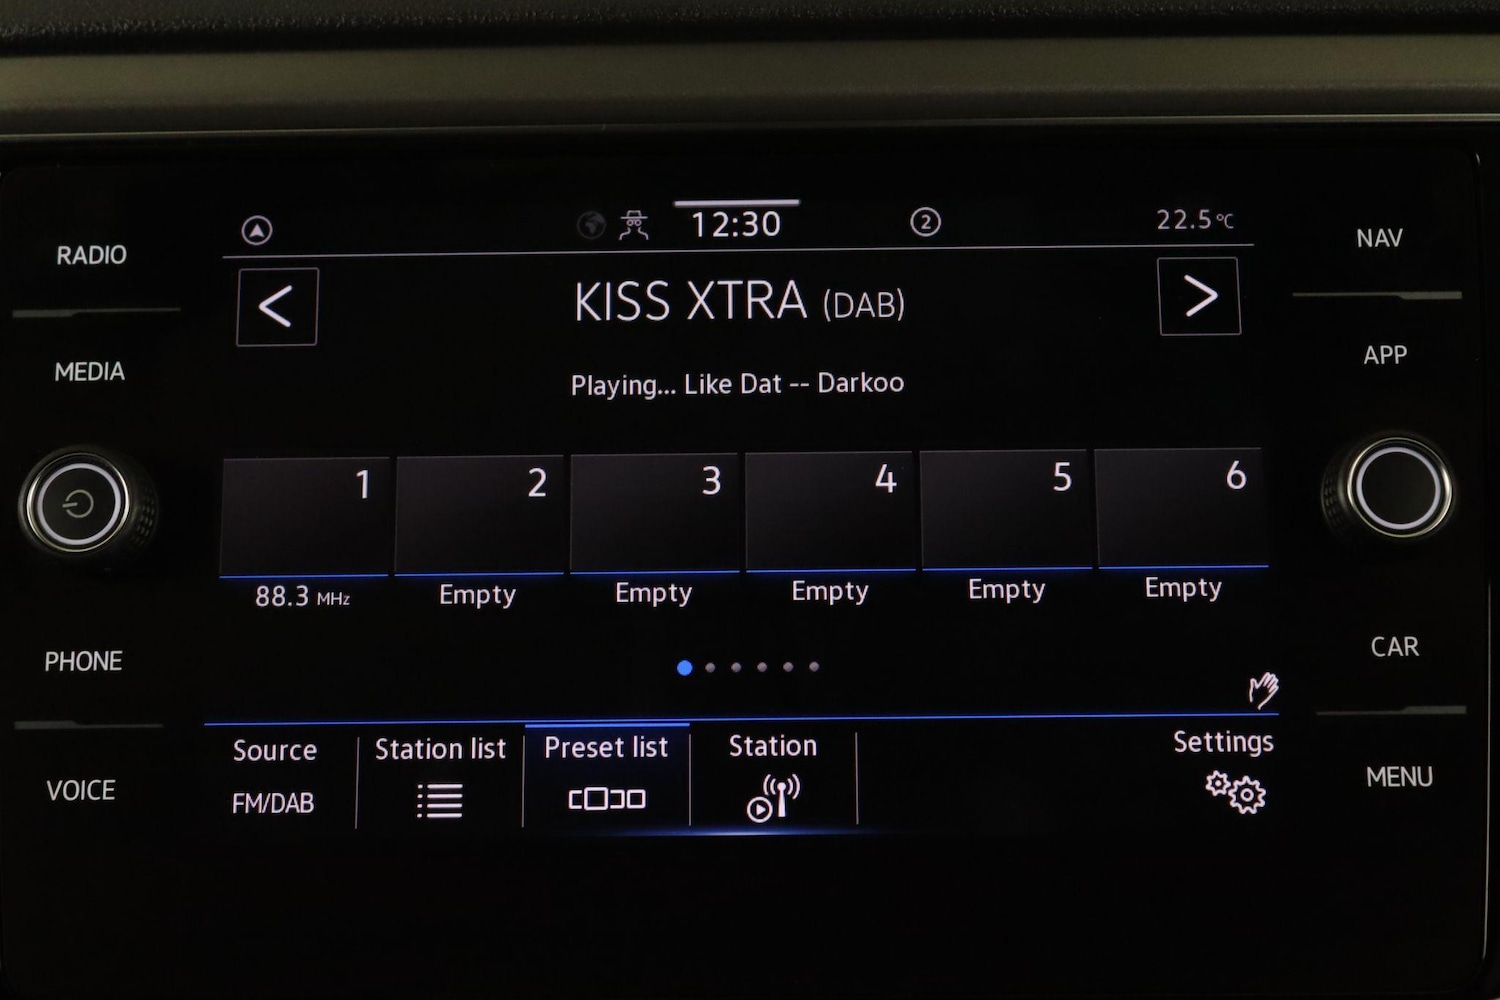 RADIO
MEDIA
PHONE
VOICE
12:30
2
22.5°C
<
KISS XTRA (DAB)
>
Playing... Like Dat -- Darkoo
1
2
3
4
5
6
88.3 MHz
Empty
Empty
Empty
Empty
Empty
Source
FM/DAB
Station list
Preset list
Station
Settings
NAV
APP
CAR
MENU